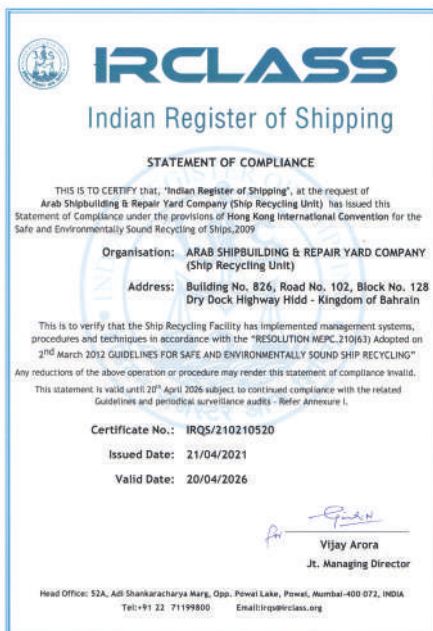 IRCLASS
Indian Register of Shipping
STATEMENT OF COMPLIANCE
THIS IS TO CERTIFY that, "Indian Register of Shipping", at the request of
Arab Shipbuilding & Repair Yard Company (Ship Recycling Unit) has issued this
Statement of Compliance under the provisions of Hong Kong International Convention for the
Safe and Environmentally Sound Recycling of Ships,2009
Organisation: ARAB SHIPBUILDING & REPAIR YARD COMPANY
(Ship Recycling Unit)
Address: Building No. 826, Road No. 102, Block No. 128
Dry Dock Highway Hidd - Kingdom of Bahrain
This is to verify that the Ship Recycling Facility has implemented management systems,
procedures and techniques in accordance with the "RESOLUTION MEPC.210(63) Adopted on
2nd March 2012 GUIDELINES FOR SAFE AND ENVIRONMENTALLY SOUND SHIP RECYCLING"
Any reductions of the above operation or procedure may render this statement of compliance invalid.
This statement is valid until 20th April 2026 subject to continued compliance with the related
Guidelines and periodical surveillance audits - Refer Annexure I.
Certificate No.: IRQS/210210520
Issued Date: 21/04/2021
Valid Date: 20/04/2026
for
Vijay Arora
Jt. Managing Director
Head Office: 52A, Adi Shankaracharya Marg, Opp. Powai Lake, Powai, Mumbai-400 072, INDIA
Tel:+91 22 71199800 Email:irqs@irclass.org